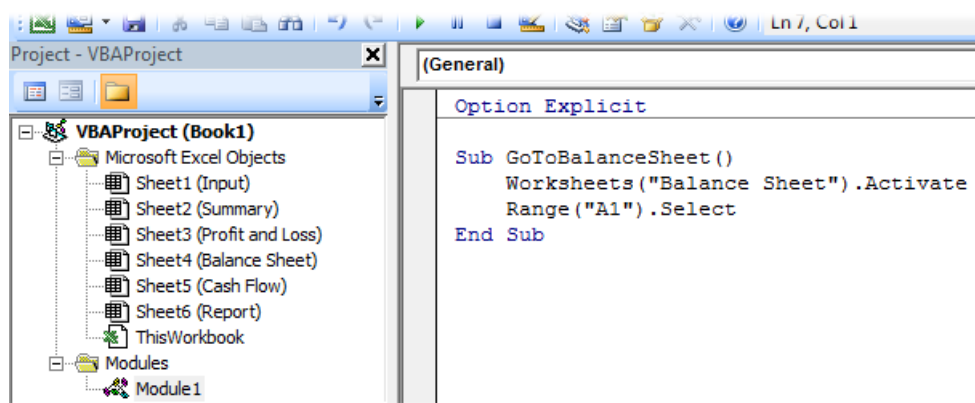 Ln 7, Col 1
Project - VBAProject
(General)
VBAProject (Book1)
Microsoft Excel Objects
Sheet1 (Input)
Sheet2 (Summary)
Sheet3 (Profit and Loss)
Sheet4 (Balance Sheet)
Sheet5 (Cash Flow)
Sheet6 (Report)
ThisWorkbook
Modules
Module1
Option Explicit
Sub GoToBalanceSheet()
Worksheets("Balance Sheet").Activate
Range("A1").Select
End Sub